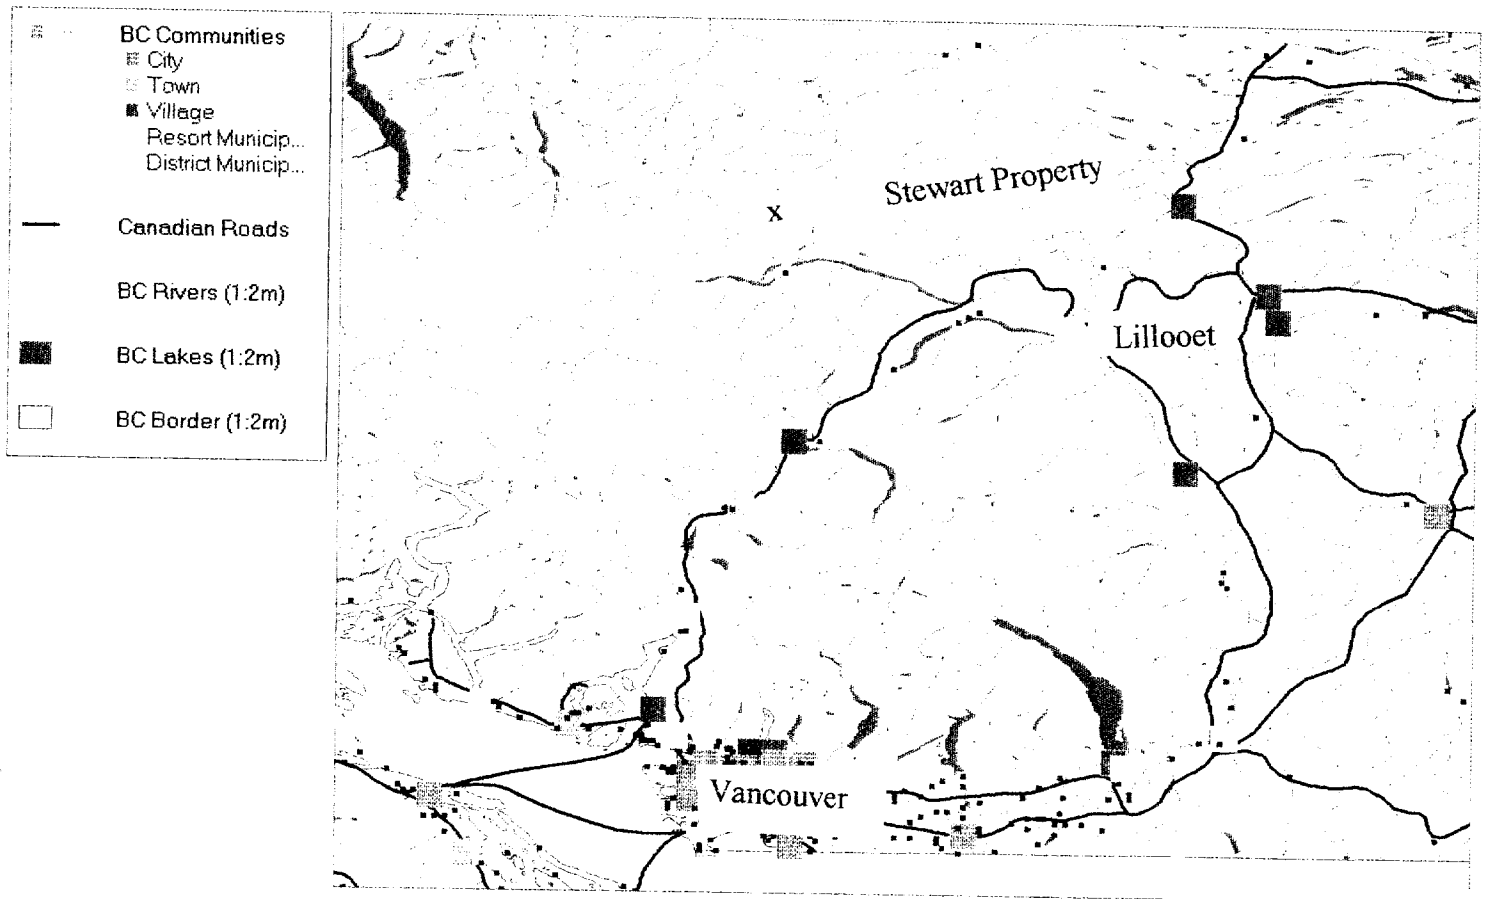 BC Communities
City
Town
Village
Resort Municip...
District Municip...
Canadian Roads
BC Rivers (1:2m)
BC Lakes (1:2m)
BC Border (1:2m)
Stewart Property
x
Lillooet
Vancouver